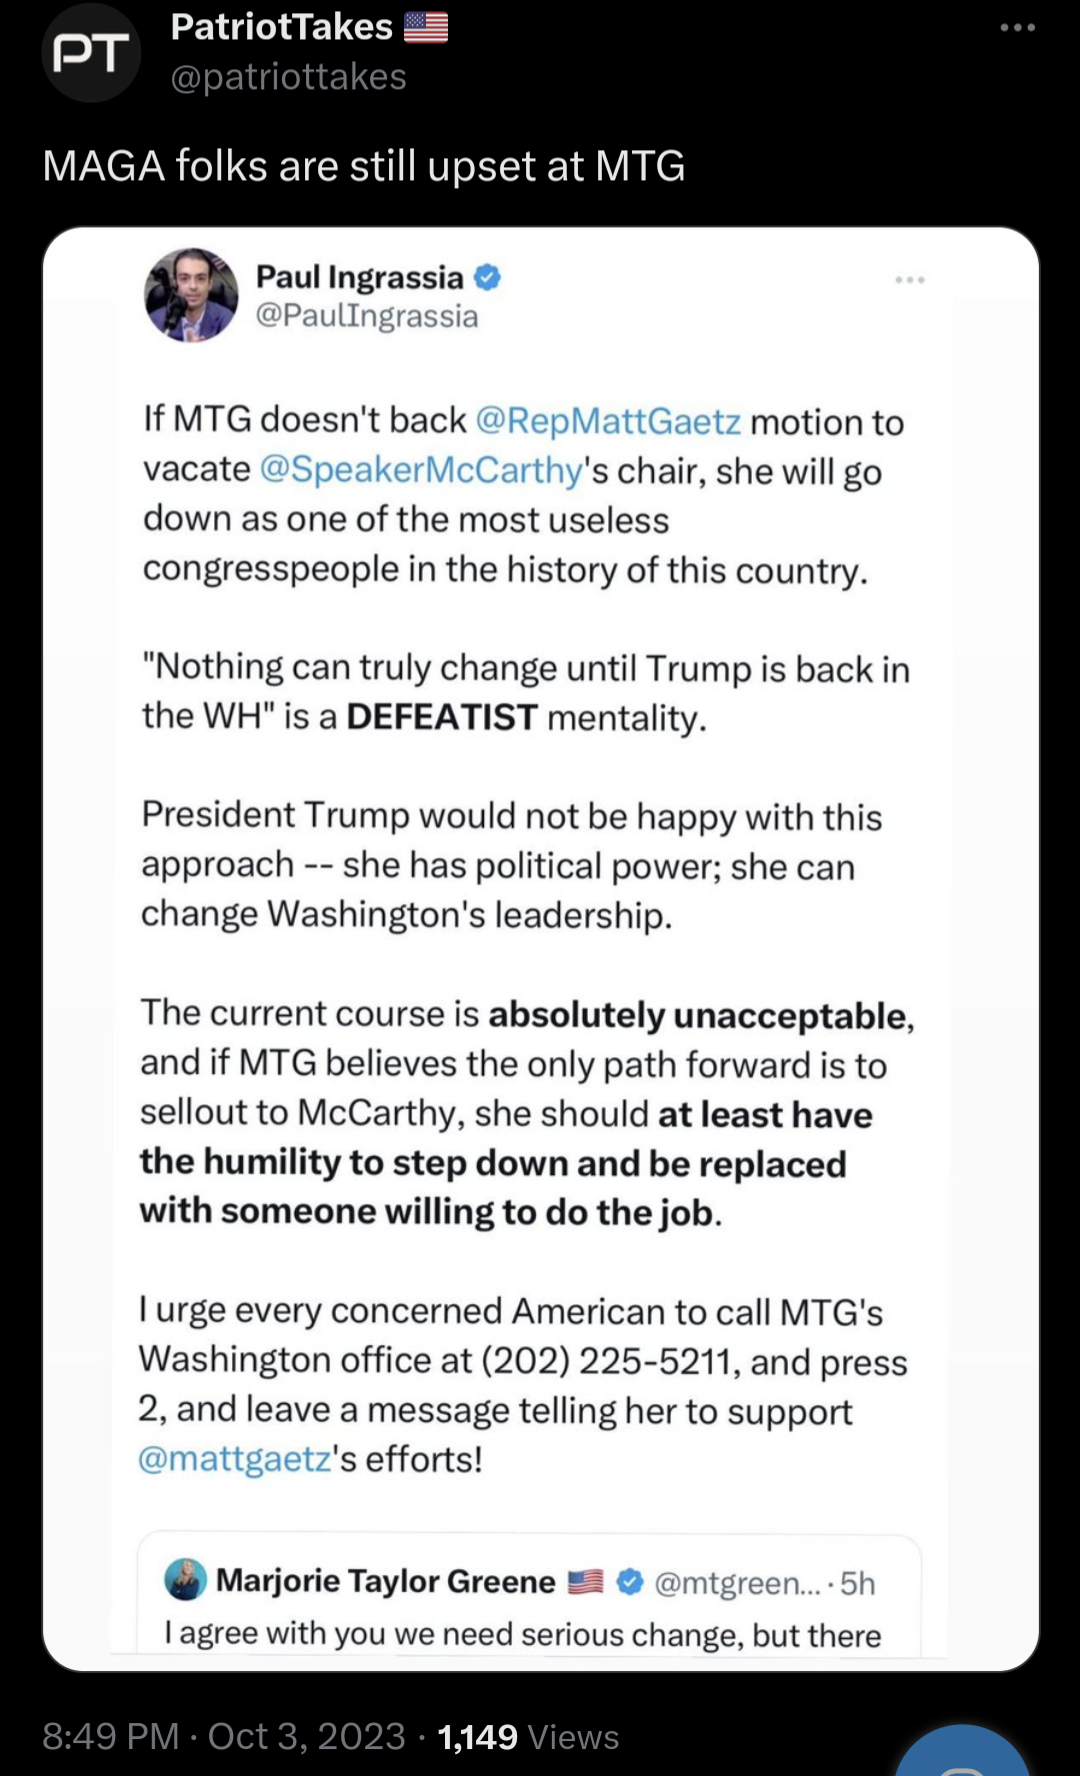 PT
PatriotTakes 🇺🇸
@patriottakes
MAGA folks are still upset at MTG
Paul Ingrassia
@PaulIngrassia
If MTG doesn't back @RepMattGaetz motion to
vacate @SpeakerMcCarthy's chair, she will go
down as one of the most useless
congresspeople in the history of this country.
"Nothing can truly change until Trump is back in
the WH" is a DEFEATIST mentality.
President Trump would not be happy with this
approach -- she has political power; she can
change Washington's leadership.
The current course is absolutely unacceptable,
and if MTG believes the only path forward is to
sellout to McCarthy, she should at least have
the humility to step down and be replaced
with someone willing to do the job.
I urge every concerned American to call MTG's
Washington office at (202) 225-5211, and press
2, and leave a message telling her to support
@mattgaetz's efforts!
Marjorie Taylor Greene 🇺🇸 @mtgreen... · 5h
I agree with you we need serious change, but there
8:49 PM · Oct 3, 2023 · 1,149 Views